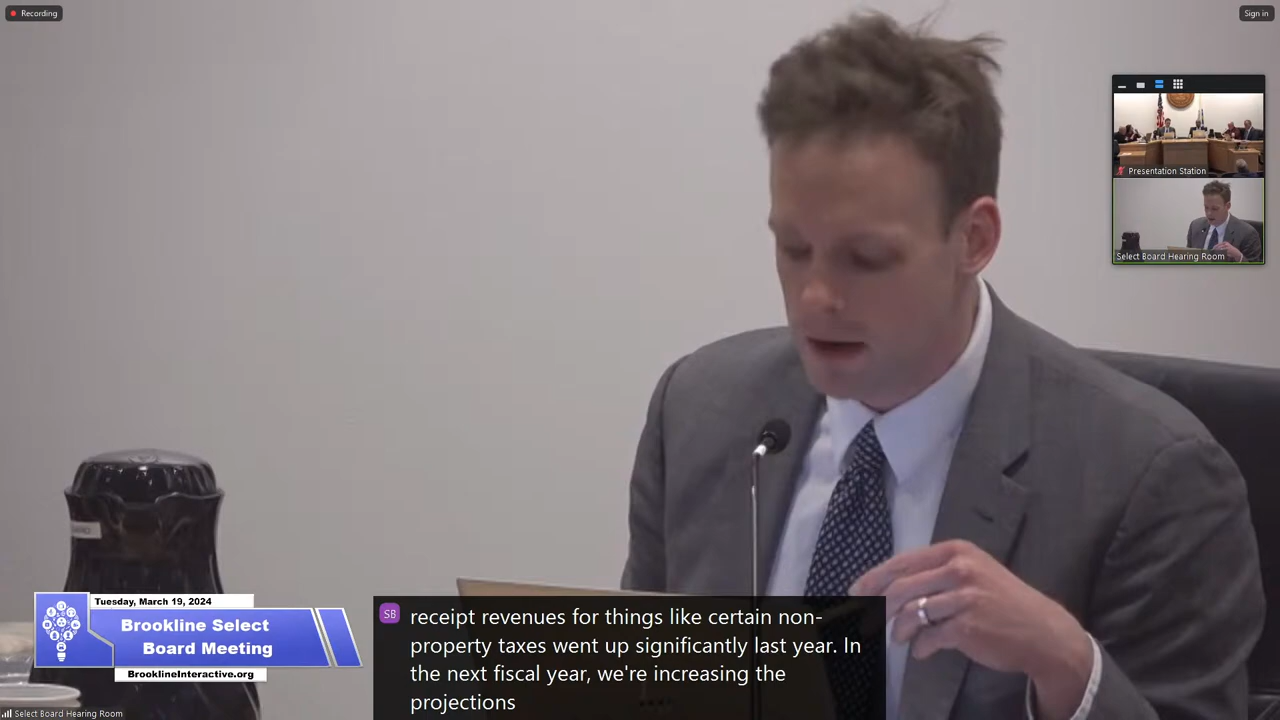 Recording
Sign in
Presentation Station
Select Board Hearing Room
Tuesday, March 19, 2024
Brookline Select
Board Meeting
BrooklineInteractive.org
SB
receipt revenues for things like certain non-
property taxes went up significantly last year. In
the next fiscal year, we're increasing the
projections
Select Board Hearing Room